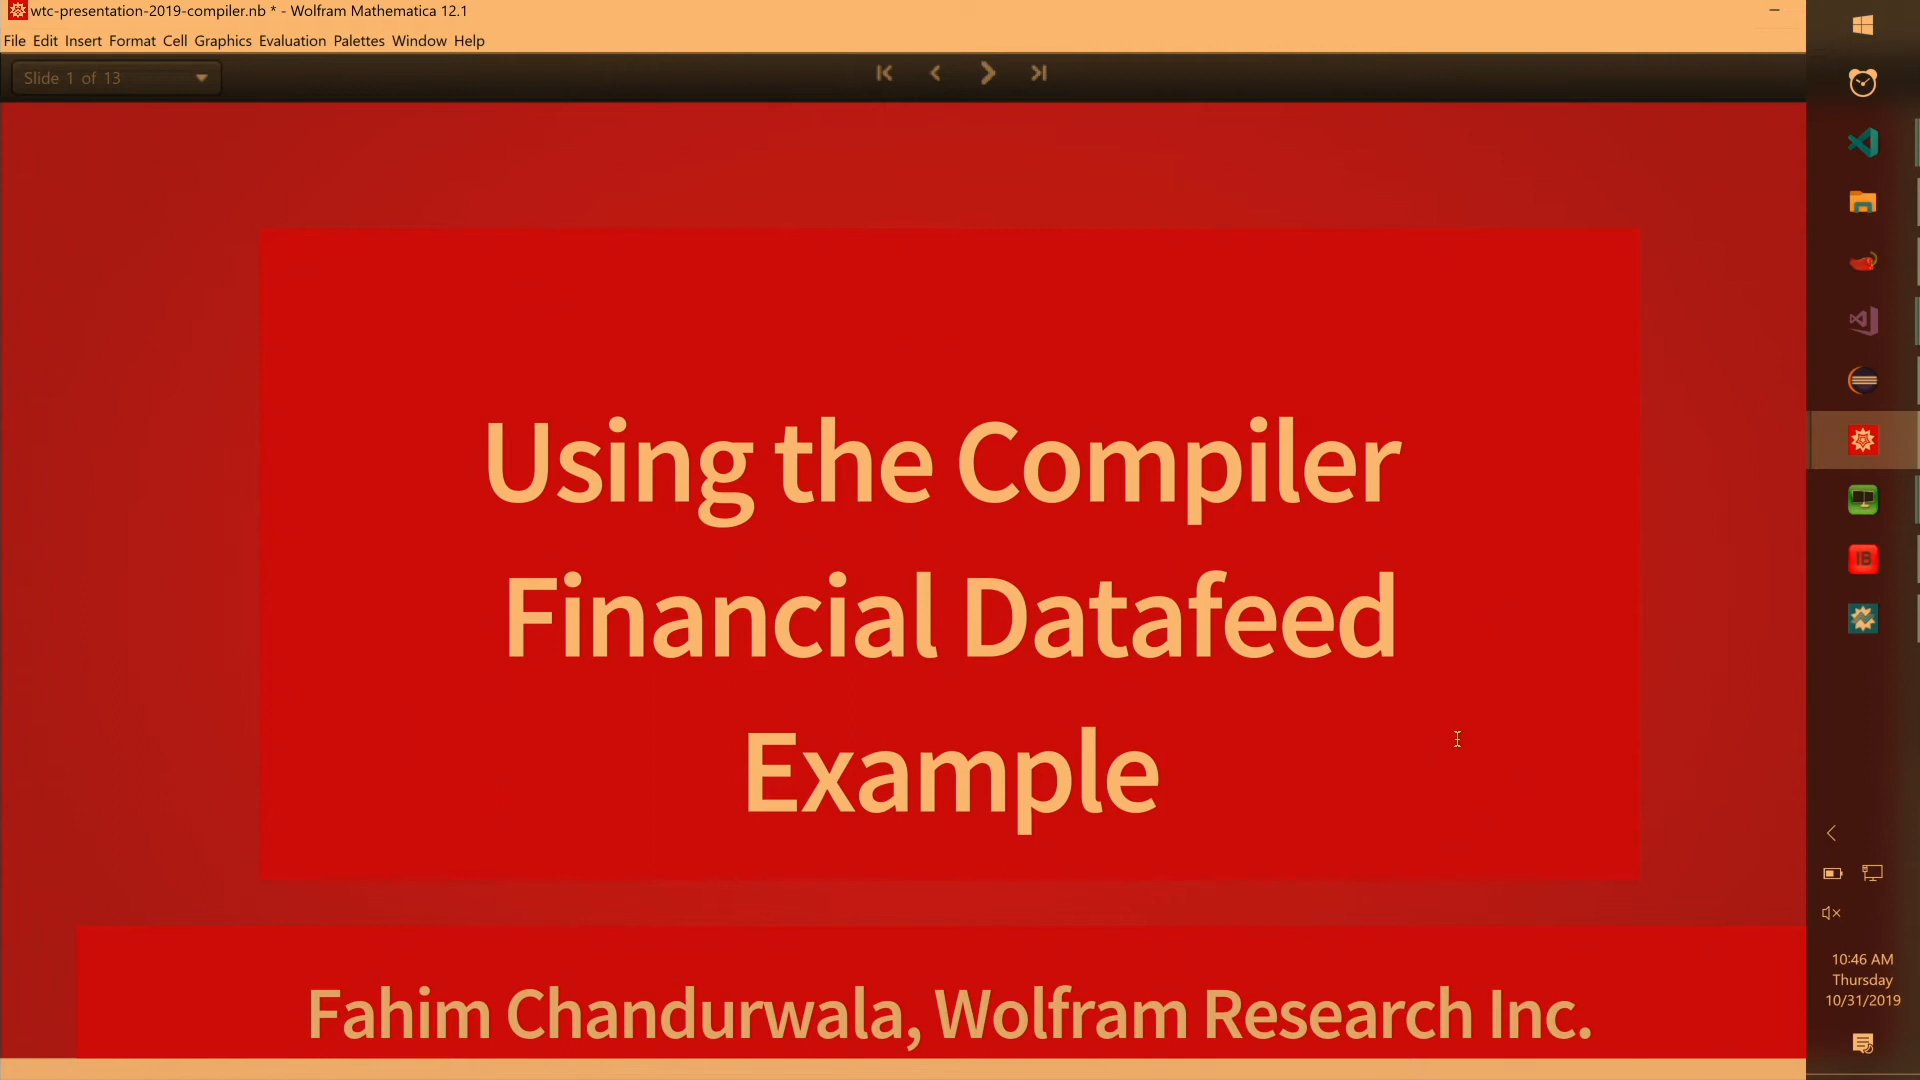 wtc-presentation-2019-compiler.nb * - Wolfram Mathematica 12.1
File Edit Insert Format Cell Graphics Evaluation Palettes Window Help
Slide 1 of 13
Using the Compiler
Financial Datafeed
Example
Fahim Chandurwala, Wolfram Research Inc.
IB
10:46 AM
Thursday
10/31/2019